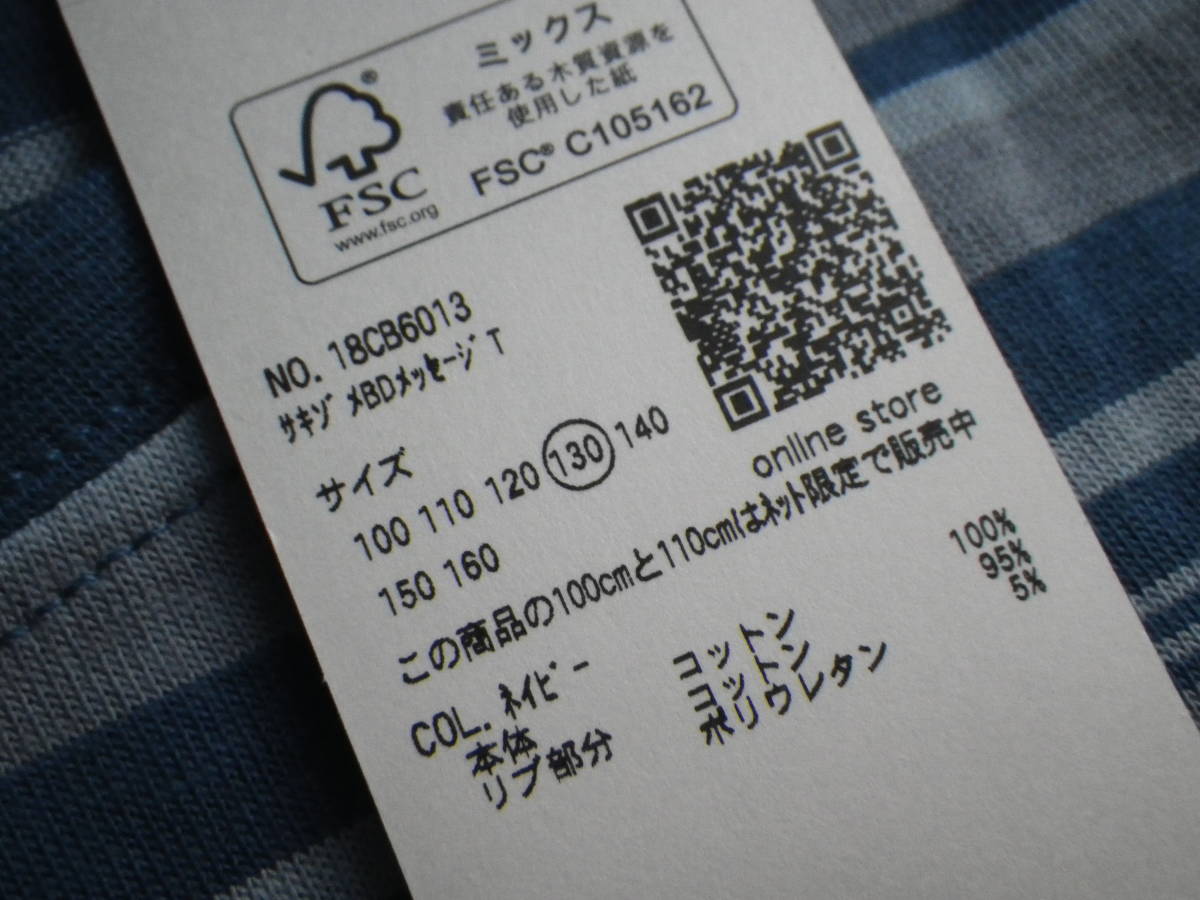 ミックス
責任ある木質資源を
使用した紙
FSC® C105162
®
FSC
www.fsc.org
NO. 18CB6013
ｻｷｿﾞﾒBDﾒｯｾｰｼﾞT
サイズ
100 110 120 130 140
150 160
online store
この商品の100cmと110cmはﾈｯﾄ限定で販売中
COL. ﾈｲﾋﾞｰ
本体 コットン 100%
リブ部分 コットン 95%
ポリウレタン 5%